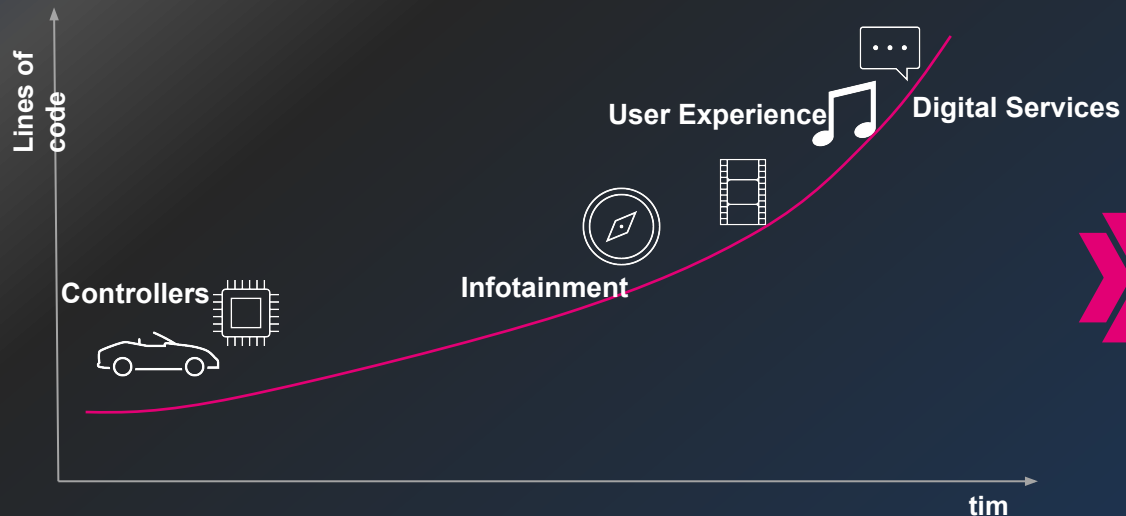 Lines of
code
User Experience
Digital Services
Controllers
Infotainment
tim